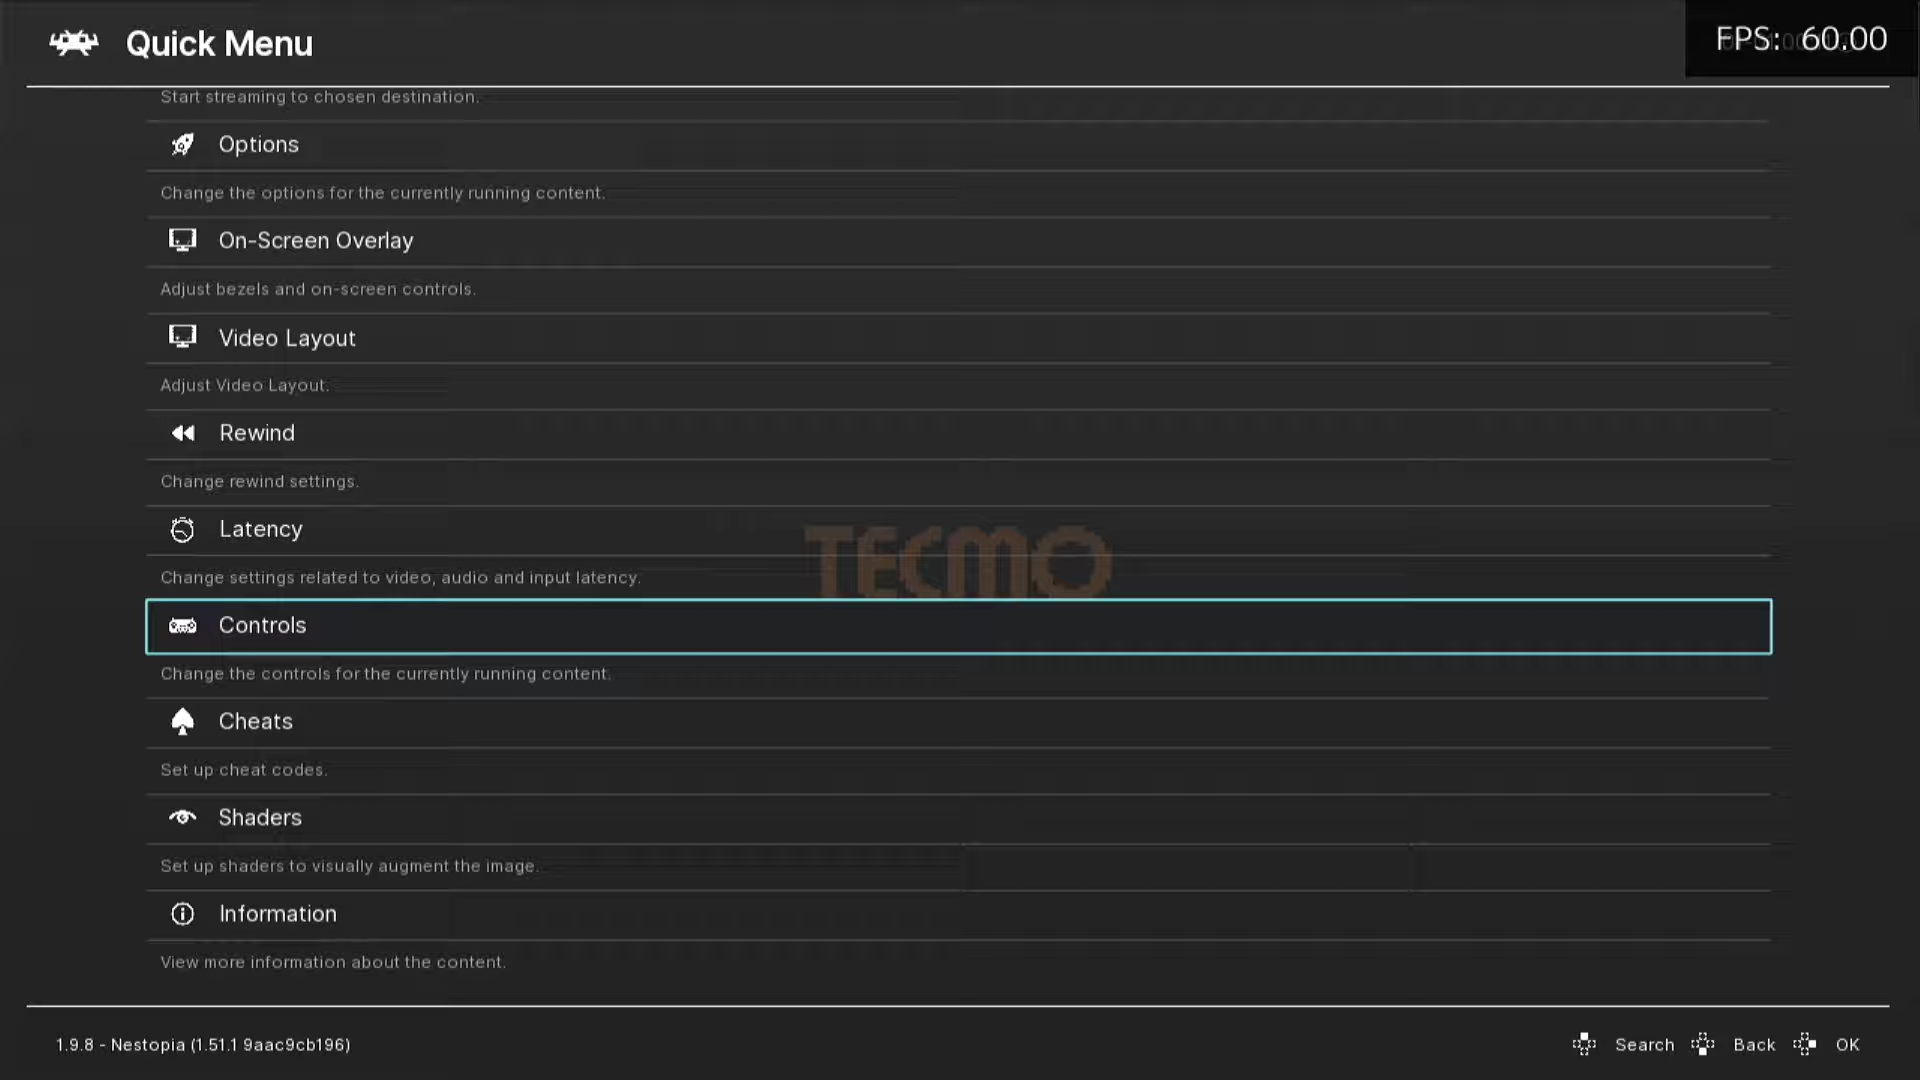 Quick Menu
FPS: 60.00
Start streaming to chosen destination.
Options
Change the options for the currently running content.
On-Screen Overlay
Adjust bezels and on-screen controls.
Video Layout
Adjust Video Layout.
Rewind
Change rewind settings.
Latency
TECMO
Change settings related to video, audio and input latency.
Controls
Change the controls for the currently running content.
Cheats
Set up cheat codes.
Shaders
Set up shaders to visually augment the image.
Information
View more information about the content.
1.9.8 - Nestopia (1.51.1 9aac9cb196)
Search Back OK